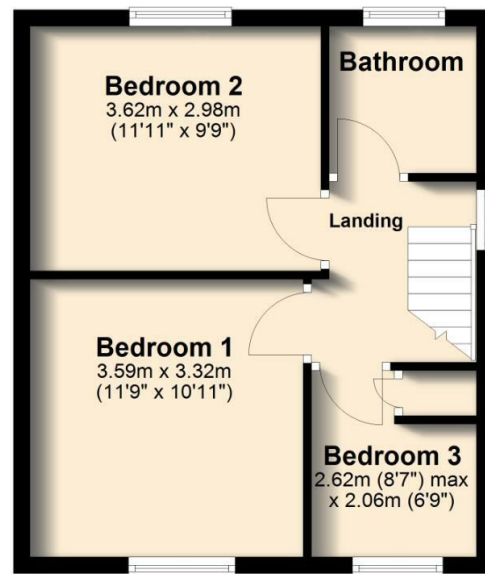 Bedroom 2
3.62m x 2.98m
(11'11" x 9'9")
Bathroom
Landing
Bedroom 1
3.59m x 3.32m
(11'9" x 10'11")
Bedroom 3
2.62m (8'7") max
x 2.06m (6'9")